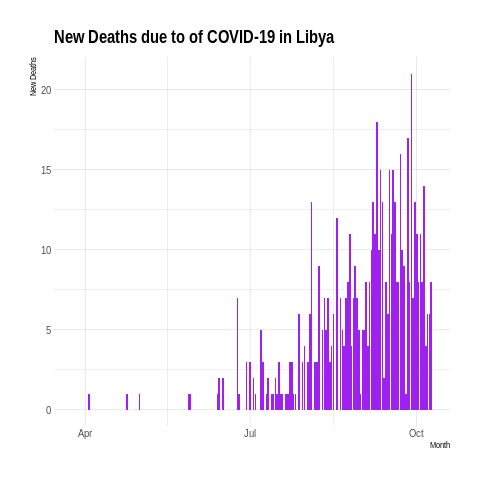 New Deaths due to of COVID-19 in Libya
New Deaths
20
15
10
5
0
Apr
Jul
Oct
Month